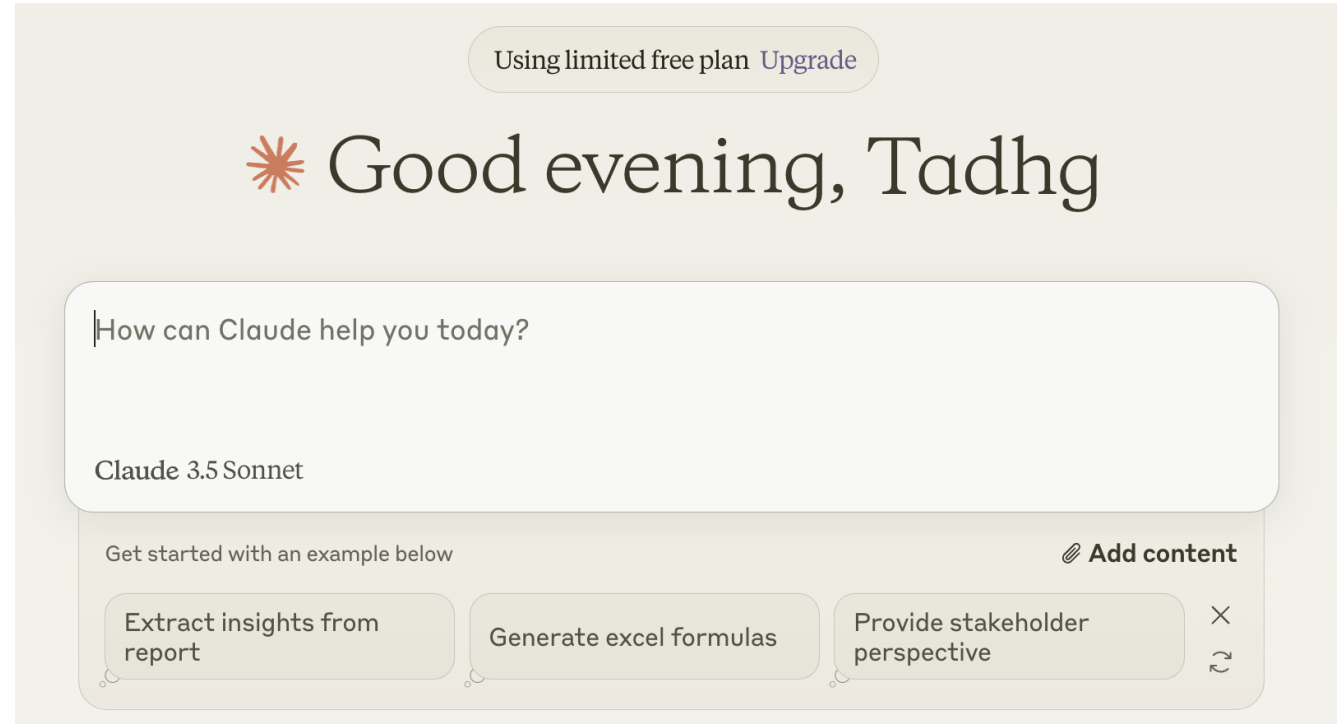 Using limited free plan Upgrade
Good evening, Tadhg
How can Claude help you today?
Claude 3.5 Sonnet
Get started with an example below
Add content
Extract insights from
report
Generate excel formulas
Provide stakeholder
perspective